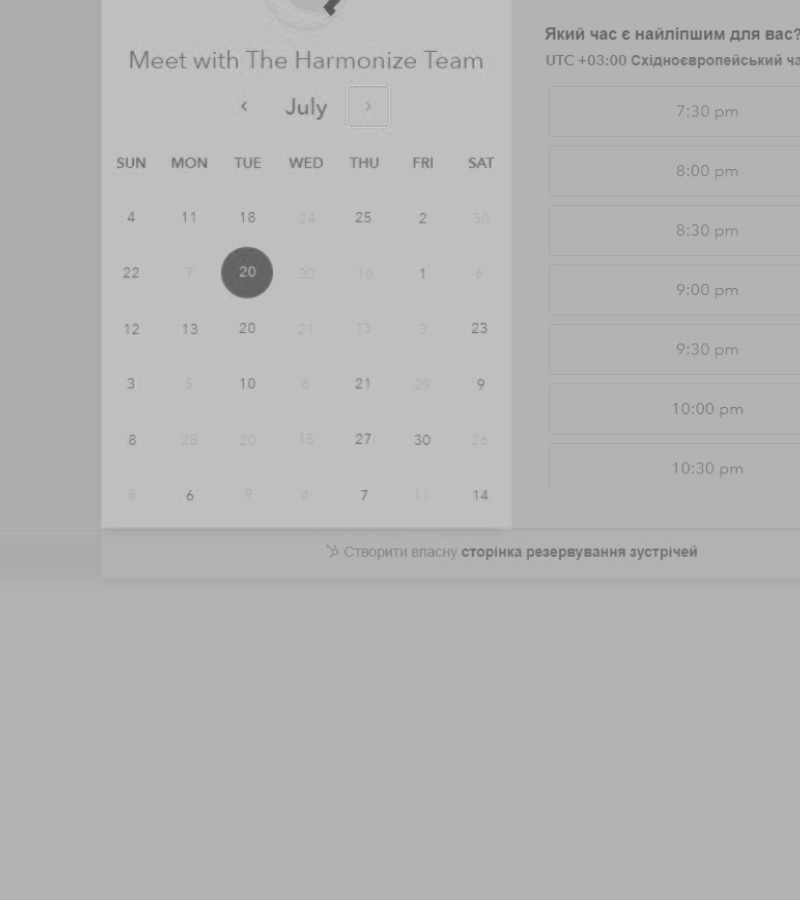 Meet with The Harmonize Team
July
SUN MON TUE WED THU FRI SAT
4 11 18 24 25 2 30
22 7 20 30 10 1 6
12 13 20 21 13 3 23
3 5 10 6 21 29 9
8 28 20 15 27 30 26
8 6 9 4 7 11 14
Який час є найліпшим для вас?
UTC +03:00 Східноєвропейський
7:30 pm
8:00 pm
8:30 pm
9:00 pm
9:30 pm
10:00 pm
10:30 pm
Створити власну сторінка резервування зустрічей